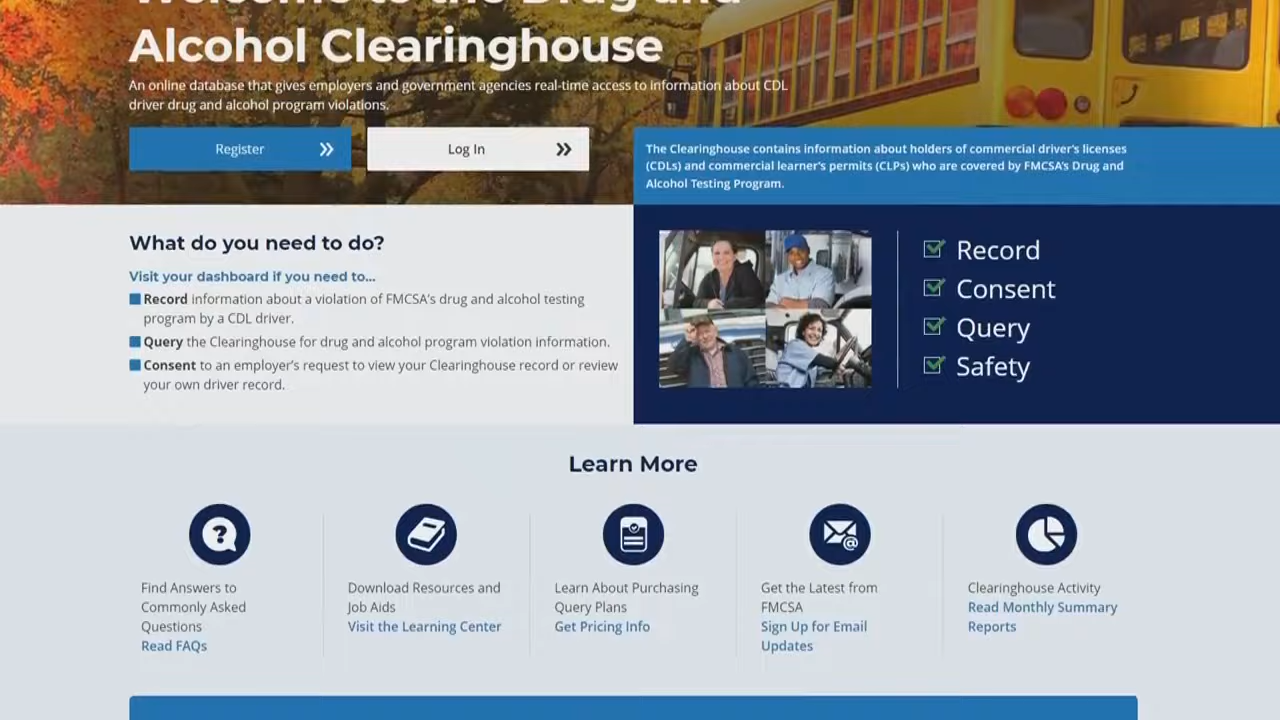 Welcome to the Drug and
Alcohol Clearinghouse
An online database that gives employers and government agencies real-time access to information about CDL
driver drug and alcohol program violations.
Register
Log In
The Clearinghouse contains information about holders of commercial driver's licenses
(CDLs) and commercial learner's permits (CLPs) who are covered by FMCSA's Drug and
Alcohol Testing Program.
What do you need to do?
Visit your dashboard if you need to...
Record information about a violation of FMCSA's drug and alcohol testing
program by a CDL driver.
Query the Clearinghouse for drug and alcohol program violation information.
Consent to an employer's request to view your Clearinghouse record or review
your own driver record.
Record
Consent
Query
Safety
Learn More
Find Answers to
Commonly Asked
Questions
Read FAQs
Download Resources and
Job Aids
Visit the Learning Center
Learn About Purchasing
Query Plans
Get Pricing Info
Get the Latest from
FMCSA
Sign Up for Email
Updates
Clearinghouse Activity
Read Monthly Summary
Reports